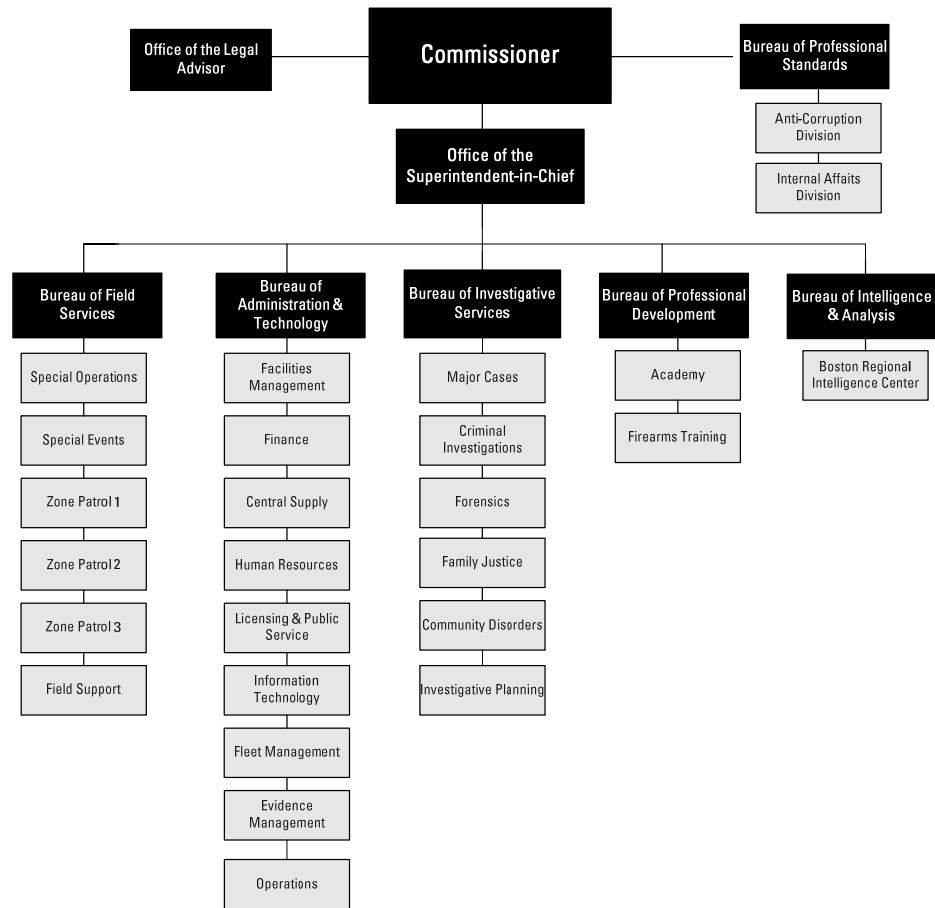 Commissioner
Office of the Legal
Advisor
Bureau of Professional
Standards
Anti-Corruption
Division
Internal Affaits
Division
Office of the
Superintendent-in-Chief
Bureau of Field
Services
Special Operations
Special Events
Zone Patrol 1
Zone Patrol 2
Zone Patrol 3
Field Support
Bureau of
Administration &
Technology
Facilities
Management
Finance
Central Supply
Human Resources
Licensing & Public
Service
Information
Technology
Fleet Management
Evidence
Management
Operations
Bureau of Investigative
Services
Major Cases
Criminal
Investigations
Forensics
Family Justice
Community Disorders
Investigative Planning
Bureau of Professional
Development
Academy
Firearms Training
Bureau of Intelligence
& Analysis
Boston Regional
Intelligence Center